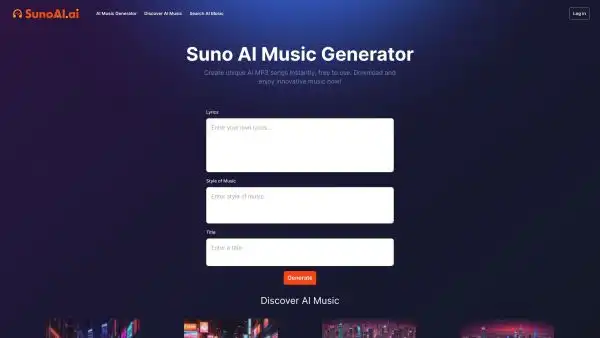 SunoAI.ai
AI Music Generator Discover AI Music Search AI Music
Log in
Suno AI Music Generator
Create unique AI MP3 songs instantly, free to use. Download and
enjoy innovative music now!
Lyrics
Enter your own lyrics...
Style of Music
Enter style of music
Title
Enter a title
Generate
Discover AI Music